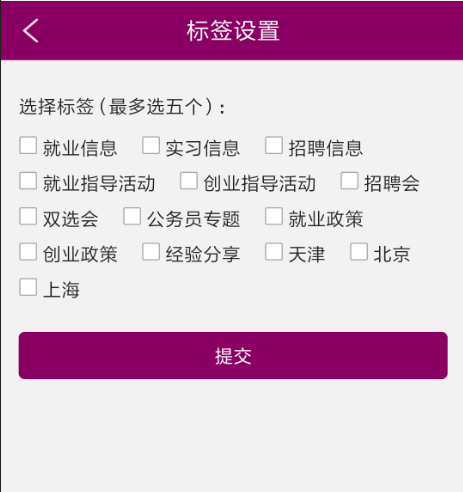 标签设置
选择标签(最多选五个):
就业信息 实习信息 招聘信息
就业指导活动 创业指导活动 招聘会
双选会 公务员专题 就业政策
创业政策 经验分享 天津 北京
上海
提交